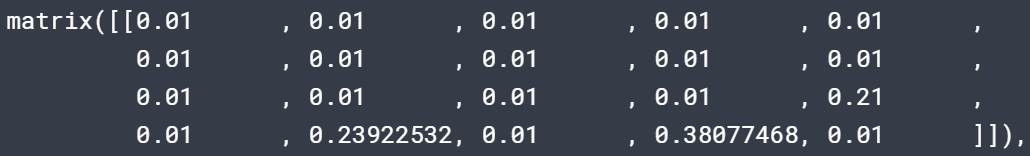 matrix([[0.01      , 0.01      , 0.01      , 0.01      , 0.01      ,
         0.01      , 0.01      , 0.01      , 0.01      , 0.01      ,
         0.01      , 0.01      , 0.01      , 0.01      , 0.21      ,
         0.01      , 0.23922532, 0.01      , 0.38077468, 0.01      ]]),